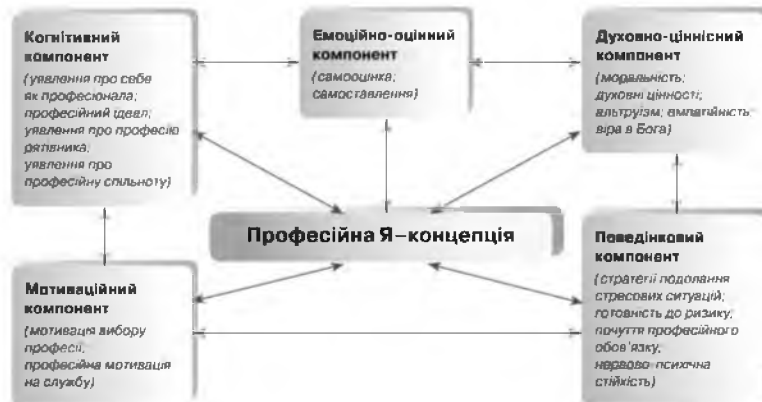 Когнітивний
компонент
(уявлення про себе
як професіонала;
професійний ідеал;
уявлення про професію
рятівника;
уявлення про
професійну спільноту)
Емоційно-оцінний
компонент
(самооцінка;
самоставлення)
Духовно-ціннісний
компонент
(моральність;
духовні цінності;
альтруїзм; емпатійність;
віра в Бога)
Професійна Я–концепція
Мотиваційний
компонент
(мотивація вибору
професії;
професійна мотивація
на службу)
Поведінковий
компонент
(стратегії подолання
стресових ситуацій;
готовність до ризику;
почуття професійного
обов'язку;
нервово-психічна
стійкість)